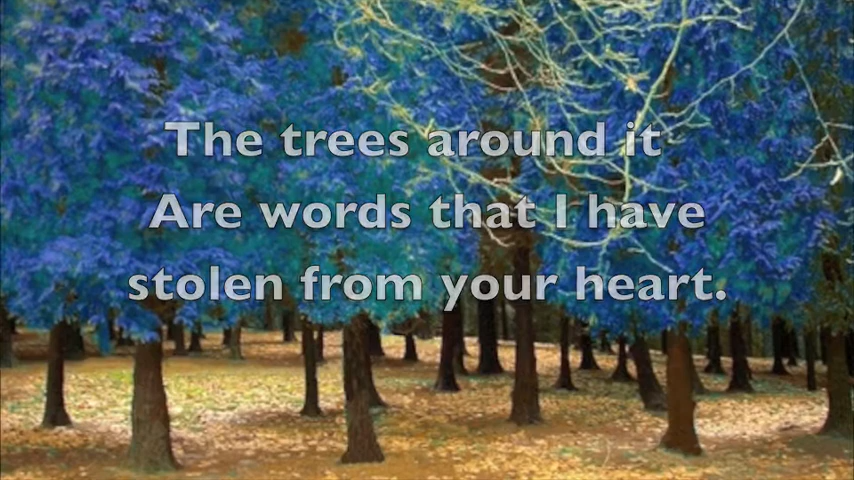 The trees around it
Are words that I have
stolen from your heart.